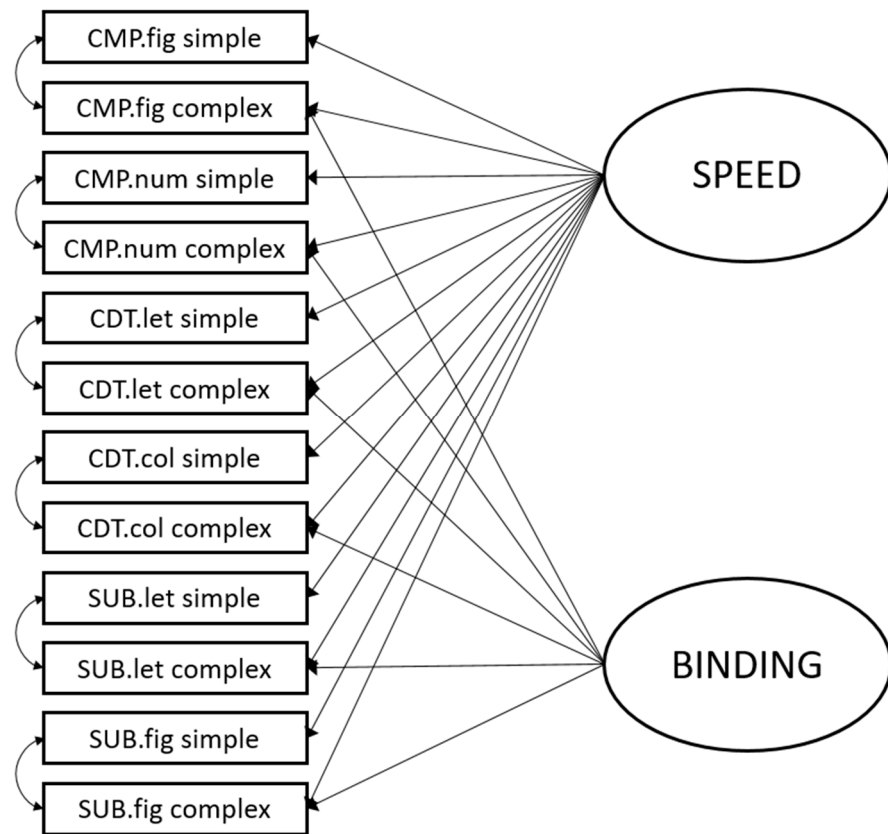 CMP.fig simple
CMP.fig complex
CMP.num simple
CMP.num complex
CDT.let simple
CDT.let complex
CDT.col simple
CDT.col complex
SUB.let simple
SUB.let complex
SUB.fig simple
SUB.fig complex
SPEED
BINDING